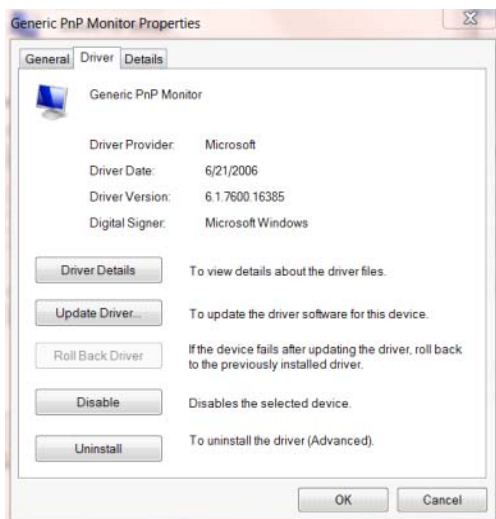 Generic PnP Monitor Properties
General Driver Details
Generic PnP Monitor
Driver Provider: Microsoft
Driver Date: 6/21/2006
Driver Version: 6.1.7600.16385
Digital Signer: Microsoft Windows
Driver Details To view details about the driver files.
Update Driver... To update the driver software for this device.
Roll Back Driver If the device fails after updating the driver, roll back
to the previously installed driver.
Disable Disables the selected device.
Uninstall To uninstall the driver (Advanced).
OK Cancel